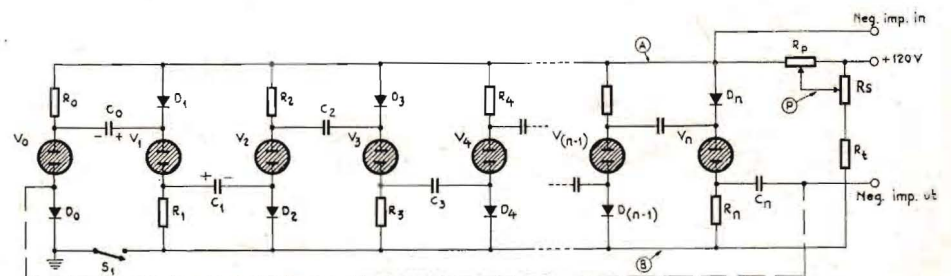 Neg. imp. in
A
Rp
+120V
R0
D1
R2
D3
R4
Dn
P
Rs
C0
C2
- +
V0
V1
V2
V3
V4
V(n-1)
Vn
Rt
+ -
C1
C3
Cn
D0
R1
D2
R3
D4
D(n-1)
Rn
Neg. imp. ut
S1
B